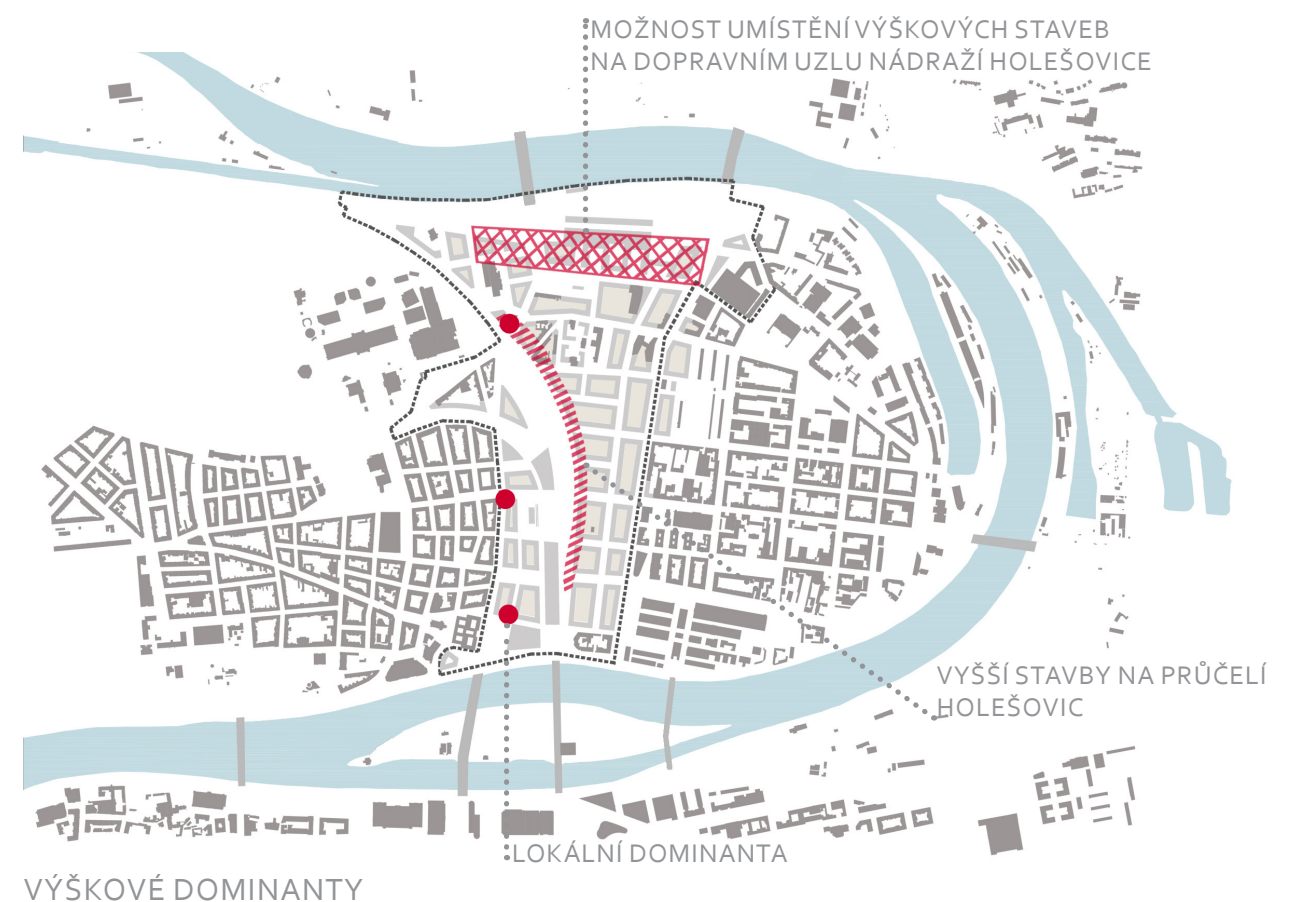 MOŽNOST UMÍSTĚNÍ VÝŠKOVÝCH STAVEB
NA DOPRAVNÍM UZLU NÁDRAŽÍ HOLEŠOVICE
VYŠŠÍ STAVBY NA PRŮČELÍ
HOLEŠOVIC
LOKÁLNÍ DOMINANTA
VÝŠKOVÉ DOMINANTY